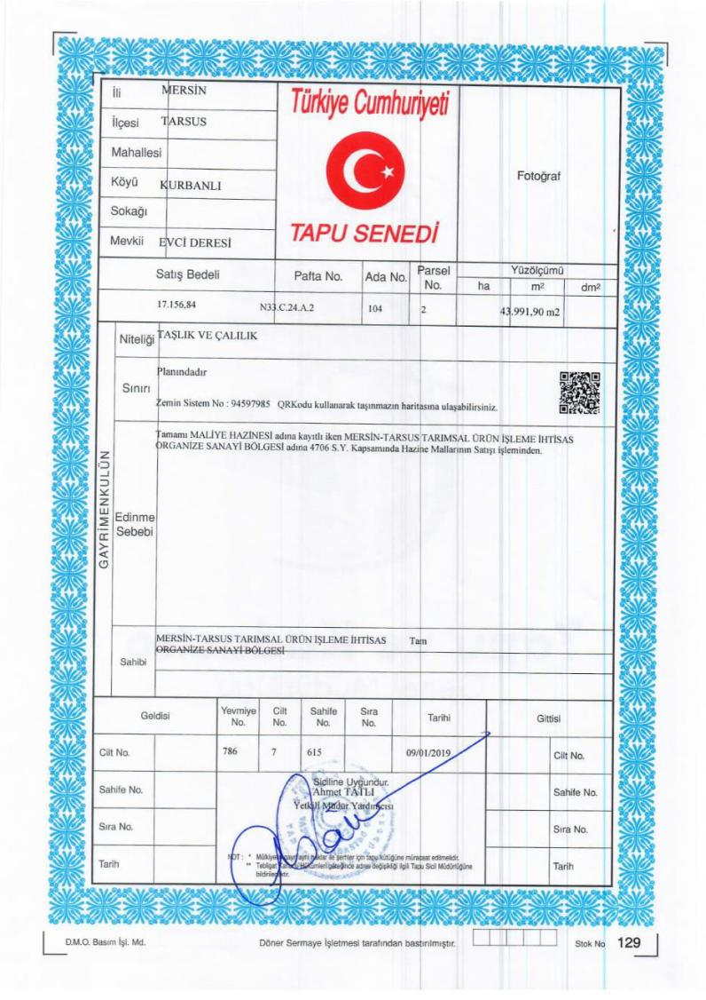 İli MERSİN
İlçesi TARSUS
Mahallesi
Köyü KURBANLI
Sokağı
Mevkii EVCİ DERESİ
Türkiye Cumhuriyeti
TAPU SENEDİ
Fotoğraf
Satış Bedeli Pafta No. Ada No. Parsel No. Yüzölçümü
ha m² dm²
17.156,84 N33.C.24.A.2 104 2 43.991,90 m2
GAYRİMENKULÜN
Niteliği TAŞLIK VE ÇALILIK
Sınırı
Planındadır
Zemin Sistem No : 94597985 QRKodu kullanarak taşınmazın haritasına ulaşabilirsiniz.
Edinme Sebebi
Tamamı MALİYE HAZİNESİ adına kayıtlı iken MERSİN-TARSUS TARIMSAL ÜRÜN İŞLEME İHTİSAS
ORGANİZE SANAYİ BÖLGESİ adına 4706 S.Y. Kapsamında Hazine Mallarının Satışı işleminden.
Sahibi
MERSİN-TARSUS TARIMSAL ÜRÜN İŞLEME İHTİSAS Tam
ORGANİZE SANAYİ BÖLGESİ
Geldisi Yevmiye No. Cilt No. Sahife No. Sıra No. Tarihi Gittisi
Cilt No. 786 7 615 09/01/2019 Cilt No.
Siciline Uygundur.
Ahmet TATLI
Yetkili Müdür Yardımcısı
Sahife No. Sahife No.
Sıra No. Sıra No.
Tarih Tarih
NOT : * Mülkiyetten gayri ayni haklar ile şerhler için tapu kütüğüne müracaat edilmelidir.
** Tebligat Kanunu Hükümleri gereğince adres değişikliği ilgili Tapu Sicil Müdürlüğüne
bildirilecektir.
D.M.O. Basım İşl. Md. Döner Sermaye İşletmesi tarafından bastırılmıştır. Stok No 129